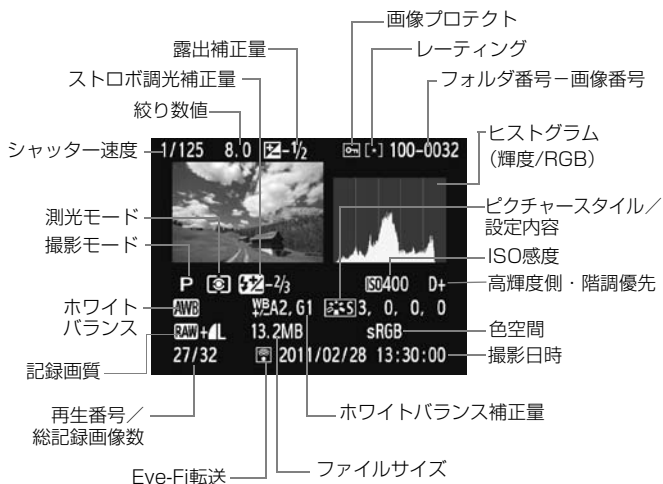 画像プロテクト
露出補正量
レーティング
ストロボ調光補正量
フォルダ番号－画像番号
絞り数値
シャッター速度
ヒストグラム
（輝度/RGB）
1/125 8.0 -1/2 100-0032
測光モード
撮影モード
ピクチャースタイル／
設定内容
ISO感度
P -2/3 ISO400 D+
高輝度側・階調優先
ホワイト
バランス
AWB WB/±A2, G1 S3, 0, 0, 0
RAW+L 13.2MB sRGB
色空間
27/32 2011/02/28 13:30:00
撮影日時
記録画質
再生番号／
総記録画像数
ホワイトバランス補正量
Eye-Fi転送
ファイルサイズ